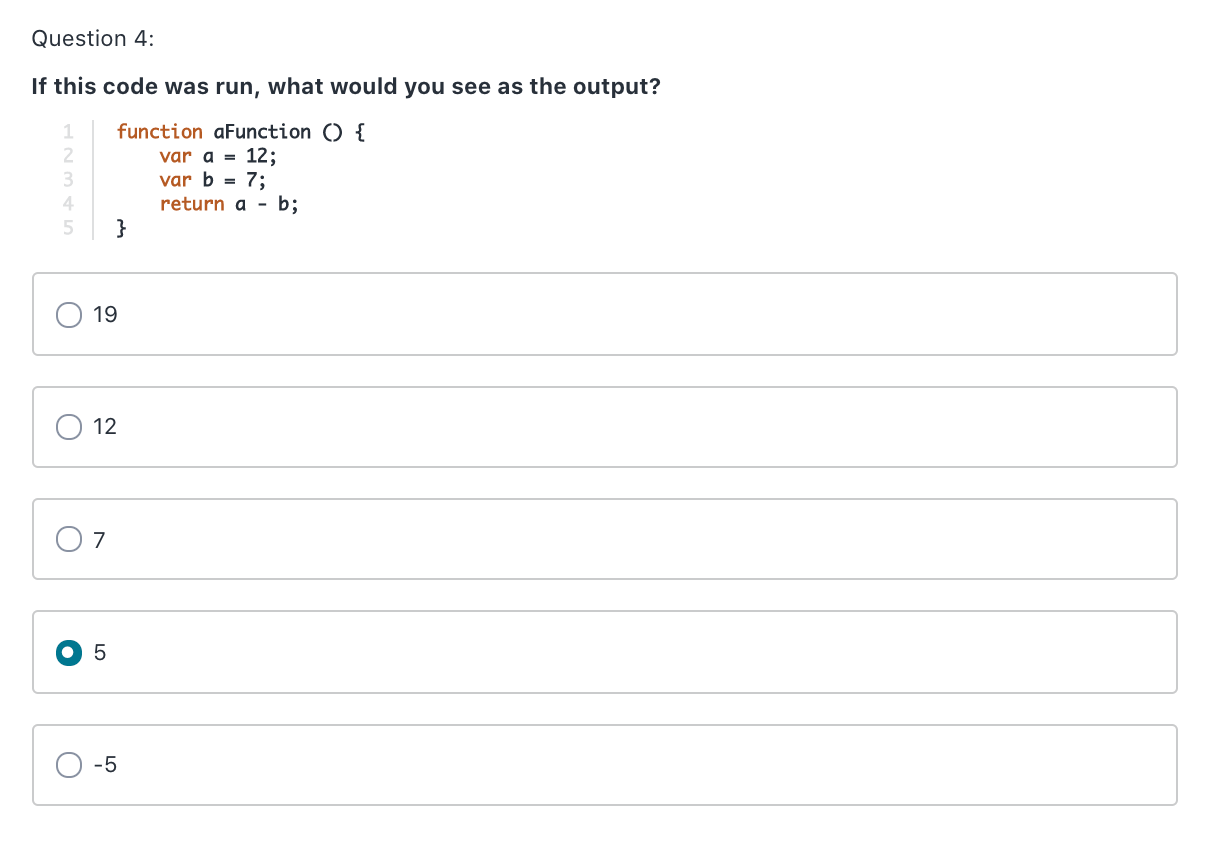 Question 4:
If this code was run, what would you see as the output?
1 function aFunction () {
2     var a = 12;
3     var b = 7;
4     return a - b;
5 }
19
12
7
5
-5